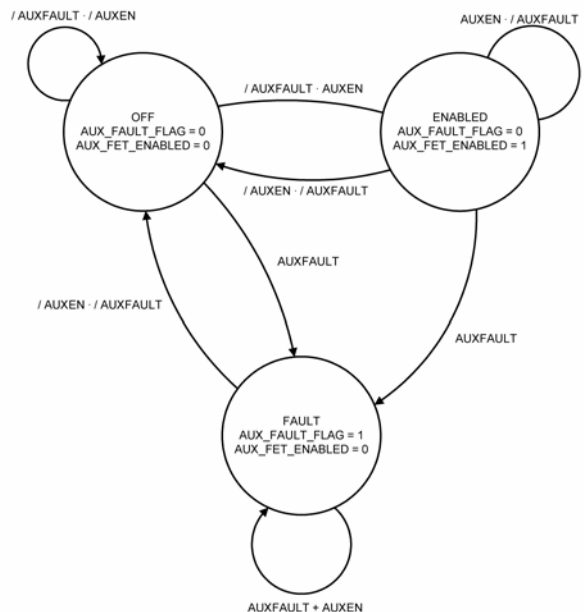 / AUXFAULT · / AUXEN
AUXEN · / AUXFAULT
/ AUXFAULT · AUXEN
OFF
AUX_FAULT_FLAG = 0
AUX_FET_ENABLED = 0
ENABLED
AUX_FAULT_FLAG = 0
AUX_FET_ENABLED = 1
/ AUXEN · / AUXFAULT
AUXFAULT
/ AUXEN · / AUXFAULT
AUXFAULT
FAULT
AUX_FAULT_FLAG = 1
AUX_FET_ENABLED = 0
AUXFAULT + AUXEN